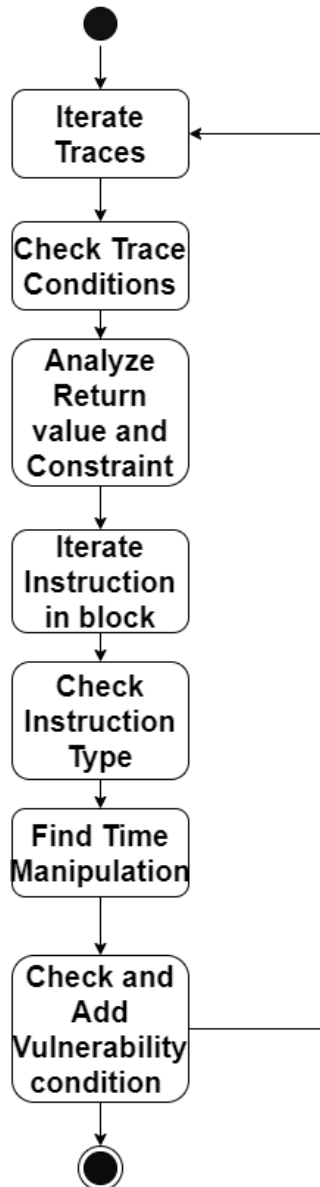 Iterate
Traces
Check Trace
Conditions
Analyze
Return
value and
Constraint
Iterate
Instruction
in block
Check
Instruction
Type
Find Time
Manipulation
Check and
Add
Vulnerability
condition